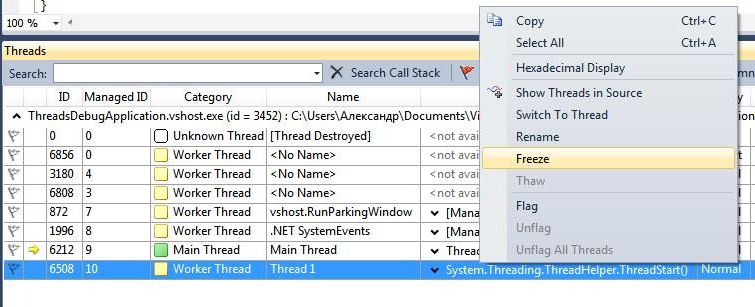 }
100 %
Threads
Search: Search Call Stack
ID Managed ID Category Name
ThreadsDebugApplication.vshost.exe (id = 3452) : C:\Users\Александр\Documents\Vi
0 0 Unknown Thread [Thread Destroyed] <not avai
6856 0 Worker Thread <No Name> <not avai
3180 4 Worker Thread <No Name> <not avai
6808 3 Worker Thread <No Name> <not avai
872 7 Worker Thread vshost.RunParkingWindow [Mana
1996 8 Worker Thread .NET SystemEvents [Mana
6212 9 Main Thread Main Thread Thread
6508 10 Worker Thread Thread 1 System.Threading.ThreadHelper.ThreadStart() Normal
Copy Ctrl+C
Select All Ctrl+A
Hexadecimal Display
Show Threads in Source
Switch To Thread
Rename
Freeze
Thaw
Flag
Unflag
Unflag All Threads